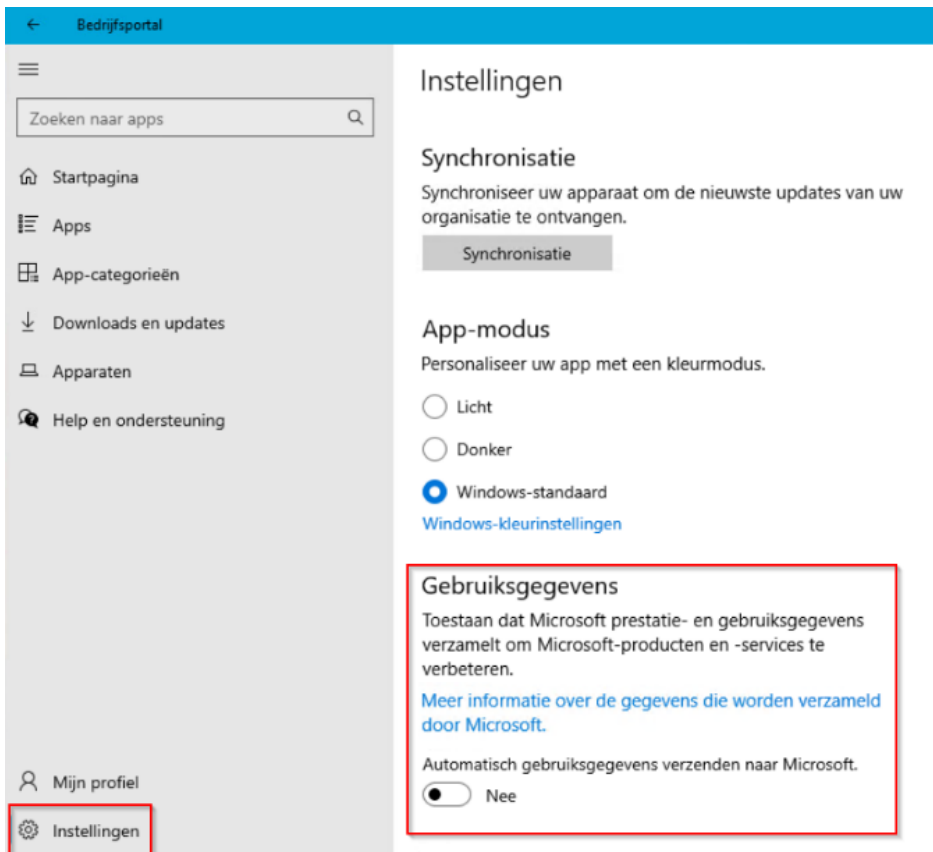 Bedrijfsportal
Zoeken naar apps
Startpagina
Apps
App-categorieën
Downloads en updates
Apparaten
Help en ondersteuning
Mijn profiel
Instellingen
Instellingen
Synchronisatie
Synchroniseer uw apparaat om de nieuwste updates van uw
organisatie te ontvangen.
Synchronisatie
App-modus
Personaliseer uw app met een kleurmodus.
Licht
Donker
Windows-standaard
Windows-kleurinstellingen
Gebruiksgegevens
Toestaan dat Microsoft prestatie- en gebruiksgegevens
verzamelt om Microsoft-producten en -services te
verbeteren.
Meer informatie over de gegevens die worden verzameld
door Microsoft.
Automatisch gebruiksgegevens verzenden naar Microsoft.
Nee